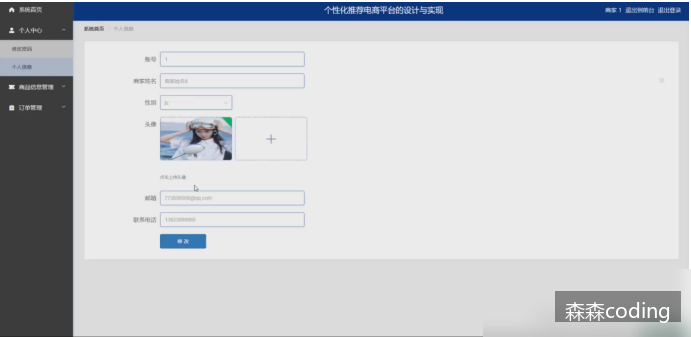 系统首页
个性化推荐电商平台的设计与实现
商家 1 退出到前台 退出登录
个人中心
系统首页 个人信息
修改密码
个人信息
账号 1
商品信息管理
商家姓名
订单管理
性别 女
头像
点击上传头像
邮箱
联系电话
修改
森森coding